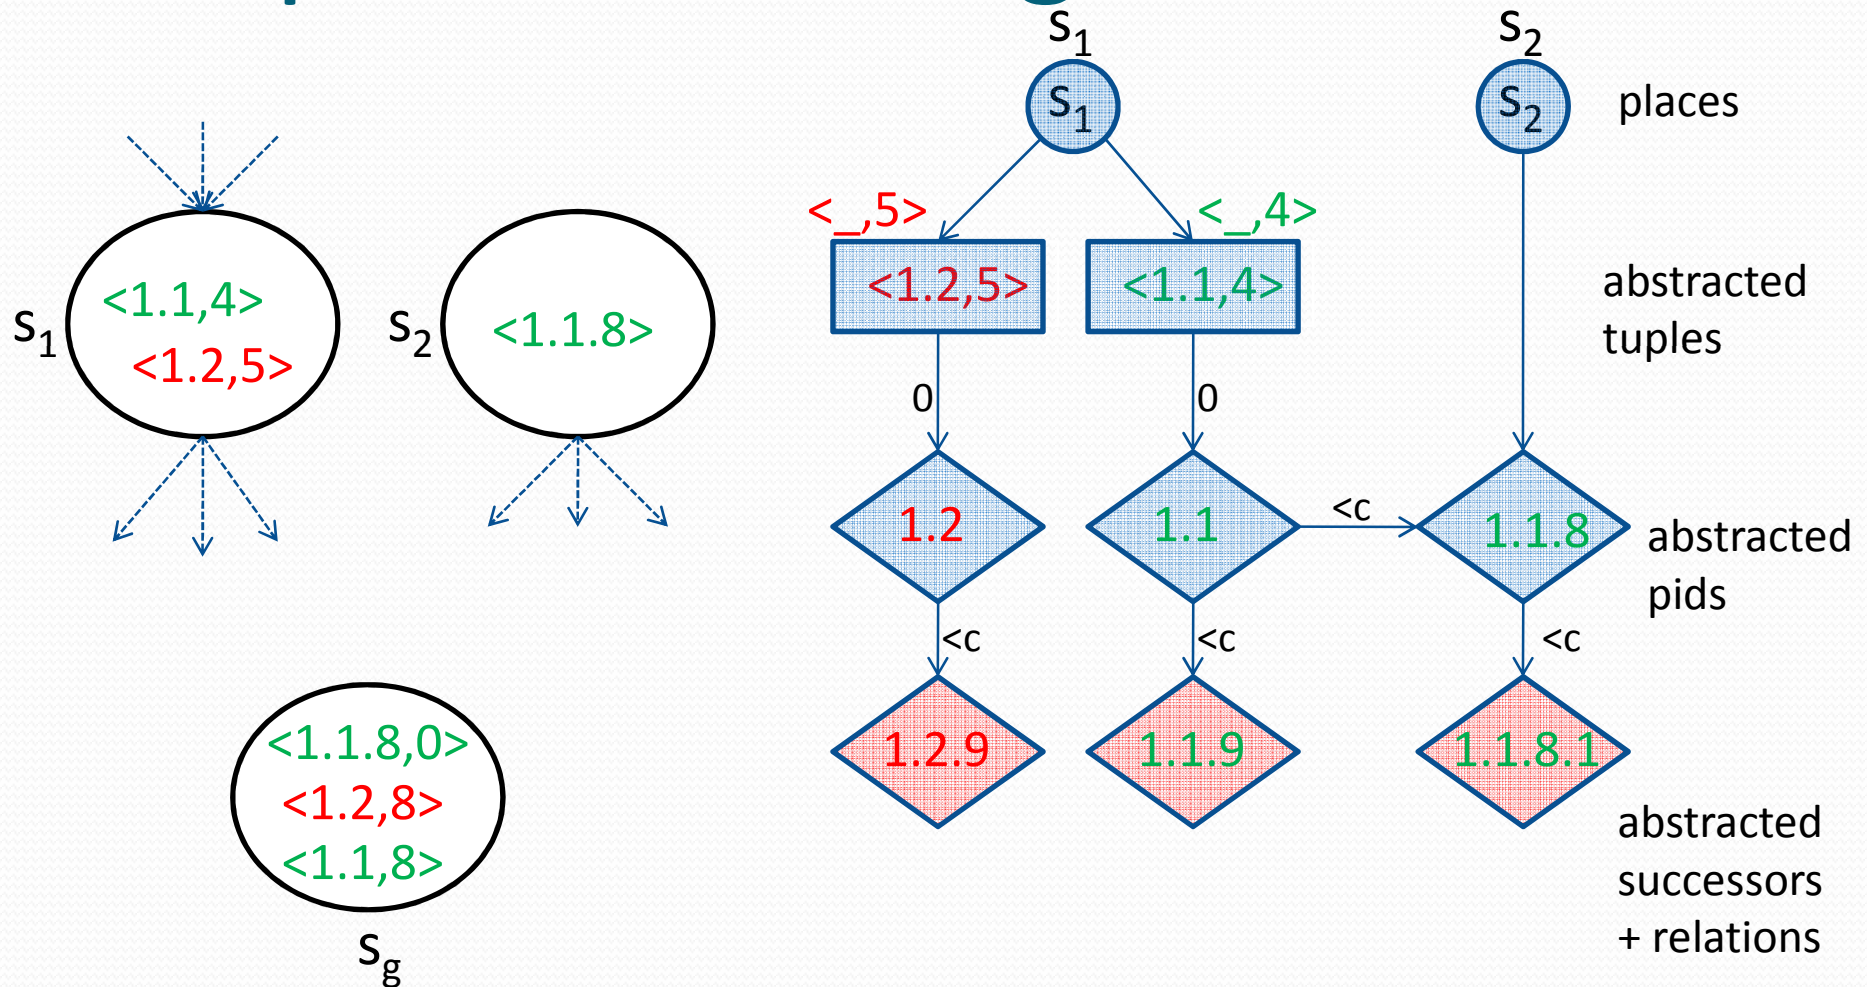 s1
<1.1,4>
<1.2,5>
s2
<1.1.8>
<1.1.8,0>
<1.2,8>
<1.1,8>
sg
s1
s2
s1
s2
places
<_,5>
<_,4>
<1.2,5>
<1.1,4>
abstracted
tuples
0
0
1.2
1.1
<c
1.1.8
abstracted
pids
<c
<c
<c
1.2.9
1.1.9
1.1.8.1
abstracted
successors
+ relations